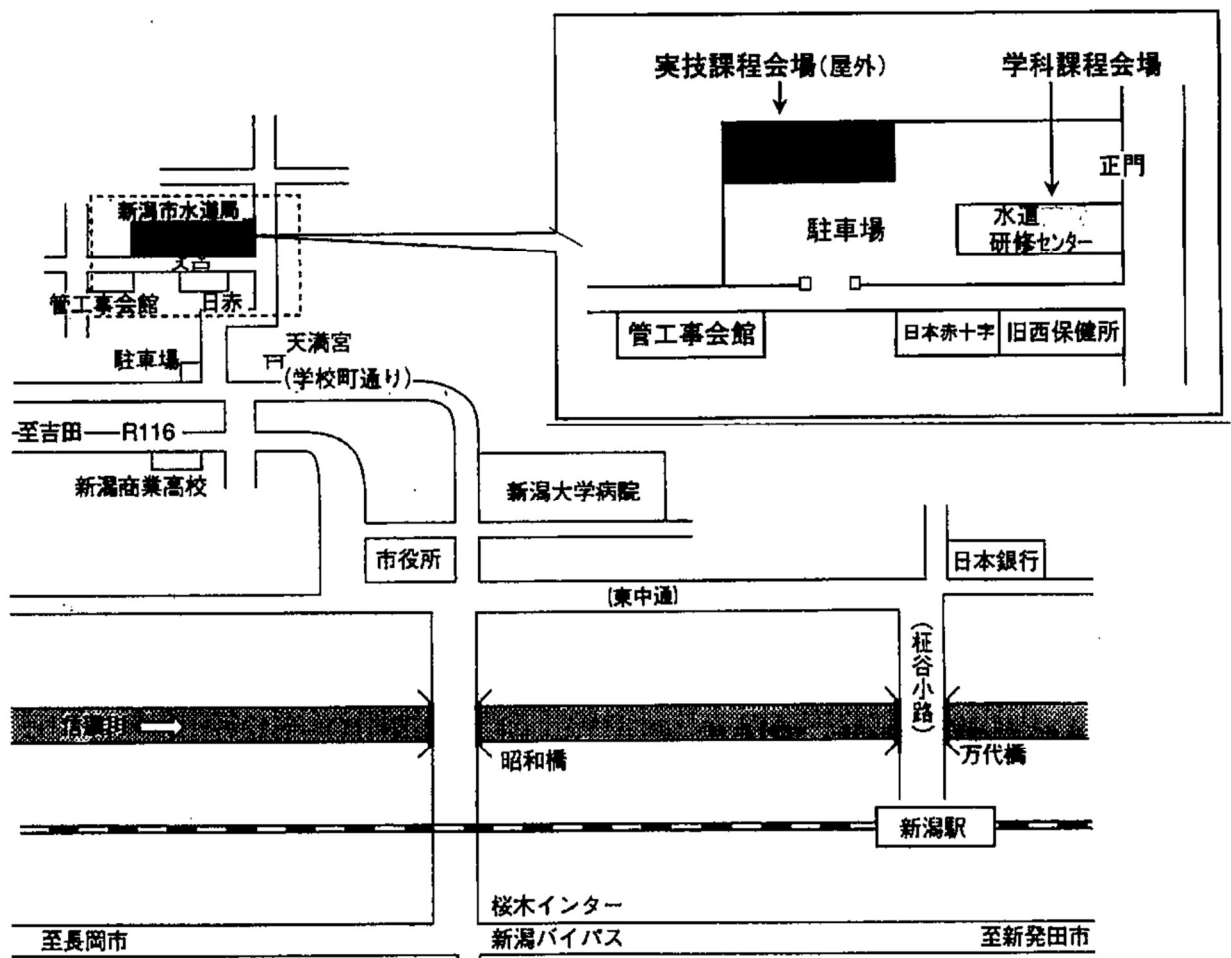 実技課程会場(屋外)
学科課程会場
正門
駐車場
水道
研修センター
管工事会館
日本赤十字
旧西保健所
新潟市水道局
管工事会館
日赤
駐車場
天満宮
(学校町通り)
至吉田
R116
新潟商業高校
新潟大学病院
市役所
日本銀行
(東中通)
(柾谷小路)
信濃川
昭和橋
万代橋
新潟駅
桜木インター
至長岡市
新潟バイパス
至新発田市